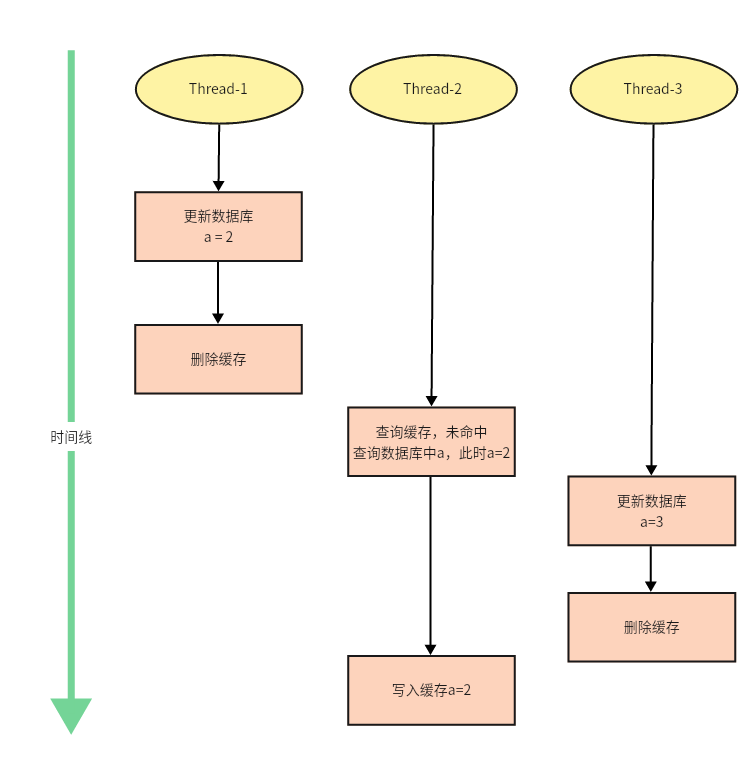 Thread-1
Thread-2
Thread-3
更新数据库
a = 2
删除缓存
时间线
查询缓存，未命中
查询数据库中a，此时a=2
更新数据库
a=3
删除缓存
写入缓存a=2